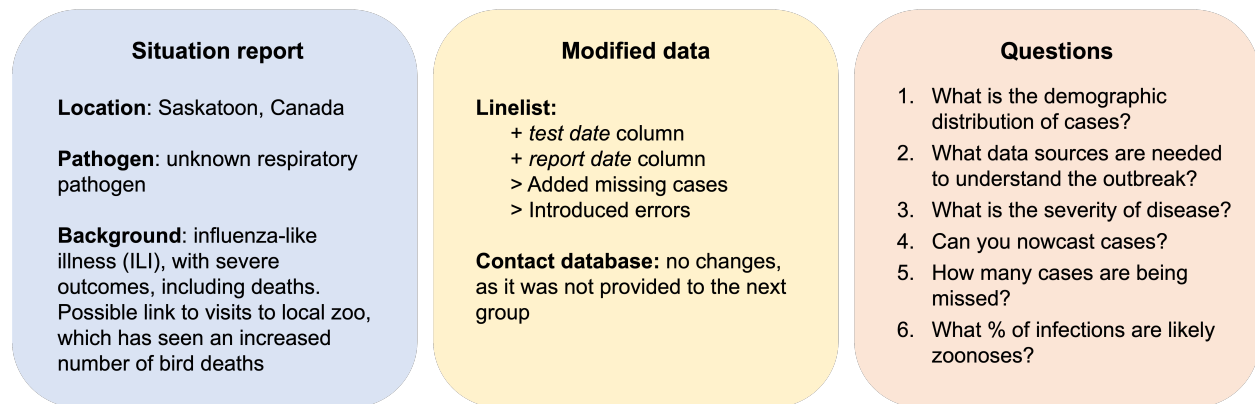 Situation report
Location: Saskatoon, Canada
Pathogen: unknown respiratory
pathogen
Background: influenza-like
illness (ILI), with severe
outcomes, including deaths.
Possible link to visits to local zoo,
which has seen an increased
number of bird deaths
Modified data
Linelist:
+ test date column
+ report date column
> Added missing cases
> Introduced errors
Contact database: no changes,
as it was not provided to the next
group
Questions
1. What is the demographic
distribution of cases?
2. What data sources are needed
to understand the outbreak?
3. What is the severity of disease?
4. Can you nowcast cases?
5. How many cases are being
missed?
6. What % of infections are likely
zoonoses?